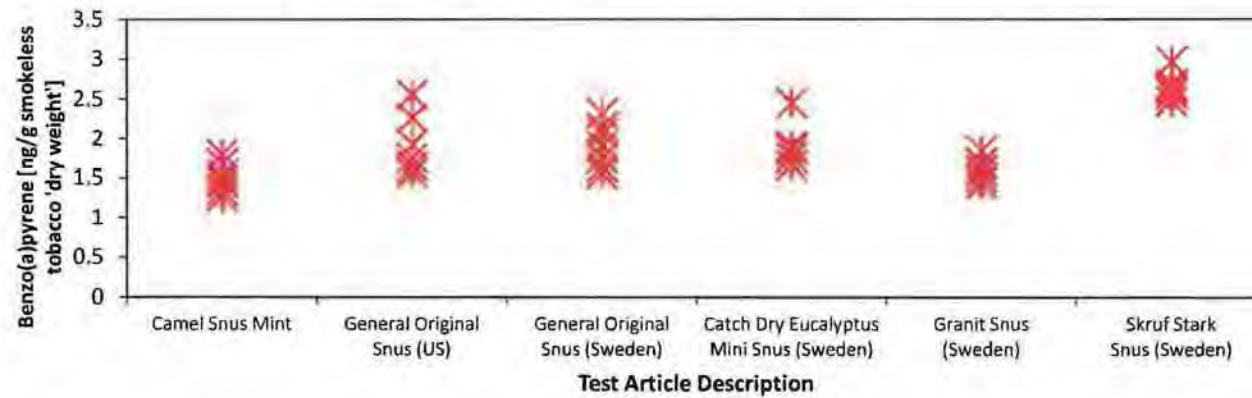 Benzo(a)pyrene [ng/g smokeless
tobacco 'dry weight']
3.5
3
2.5
2
1.5
1
0.5
0
Camel Snus Mint
General Original
Snus (US)
General Original
Snus (Sweden)
Catch Dry Eucalyptus
Mini Snus (Sweden)
Granit Snus
(Sweden)
Skruf Stark
Snus (Sweden)
Test Article Description